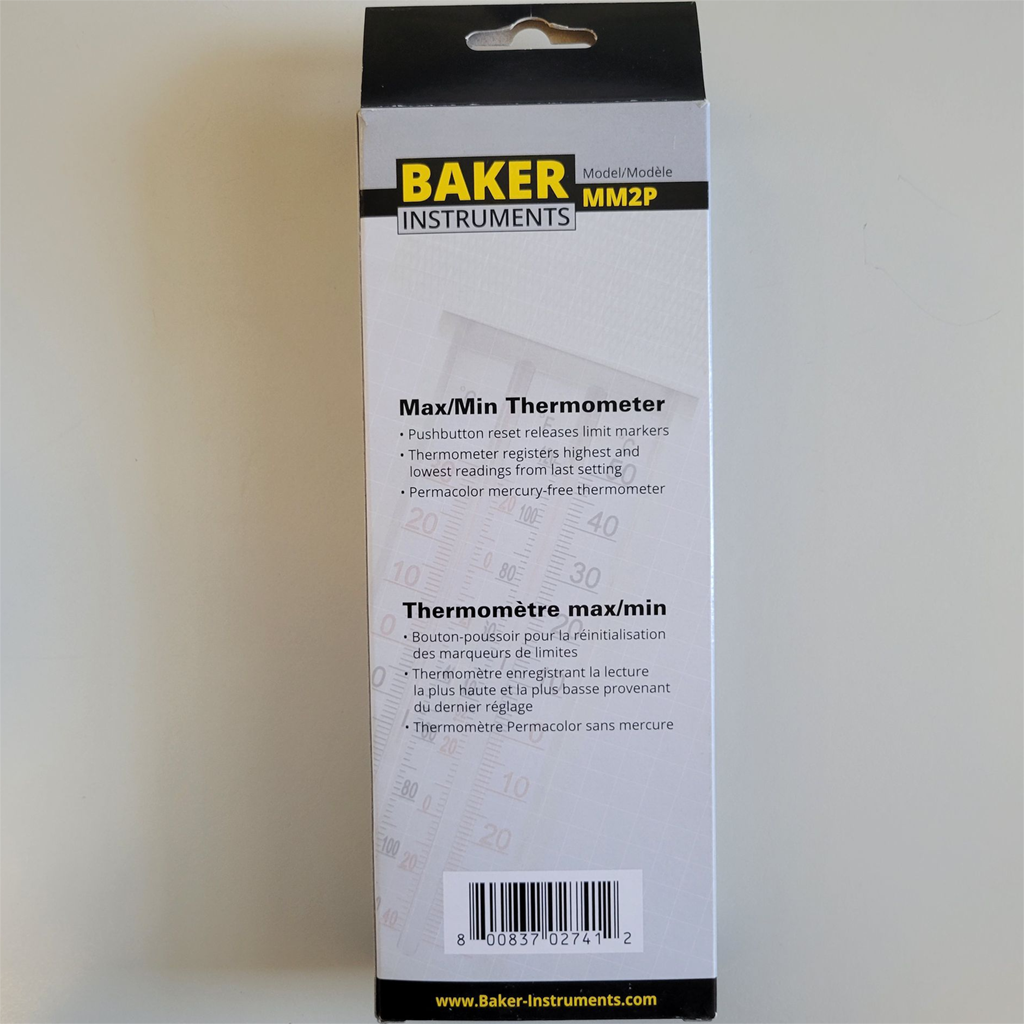 BAKER
INSTRUMENTS
Model/Modèle
MM2P
Max/Min Thermometer
• Pushbutton reset releases limit markers
• Thermometer registers highest and
lowest readings from last setting
• Permacolor mercury-free thermometer
Thermomètre max/min
• Bouton-poussoir pour la réinitialisation
des marqueurs de limites
• Thermomètre enregistrant la lecture
la plus haute et la plus basse provenant
du dernier réglage
• Thermomètre Permacolor sans mercure
8 00837 02741 2
www.Baker-Instruments.com